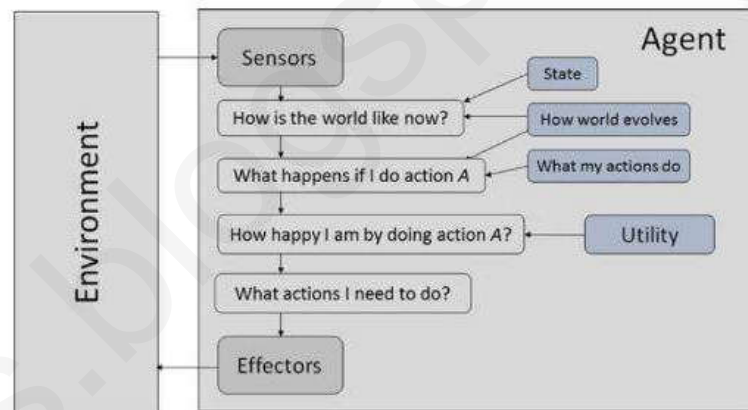 Agent
Sensors
State
How is the world like now?
How world evolves
What happens if I do action A
What my actions do
How happy I am by doing action A?
Utility
What actions I need to do?
Effectors
Environment